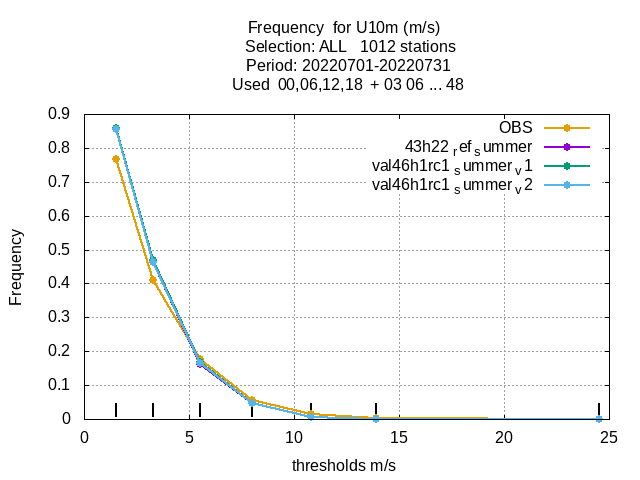 Frequency for U10m (m/s)
Selection: ALL 1012 stations
Period: 20220701-20220731
Used 00,06,12,18 + 03 06 ... 48
0.9
0.8
0.7
0.6
0.5
0.4
0.3
0.2
0.1
0
Frequency
OBS
43h22 ref summer
val46h1rc1 summer v1
val46h1rc1 summer v2
0 5 10 15 20 25
thresholds m/s